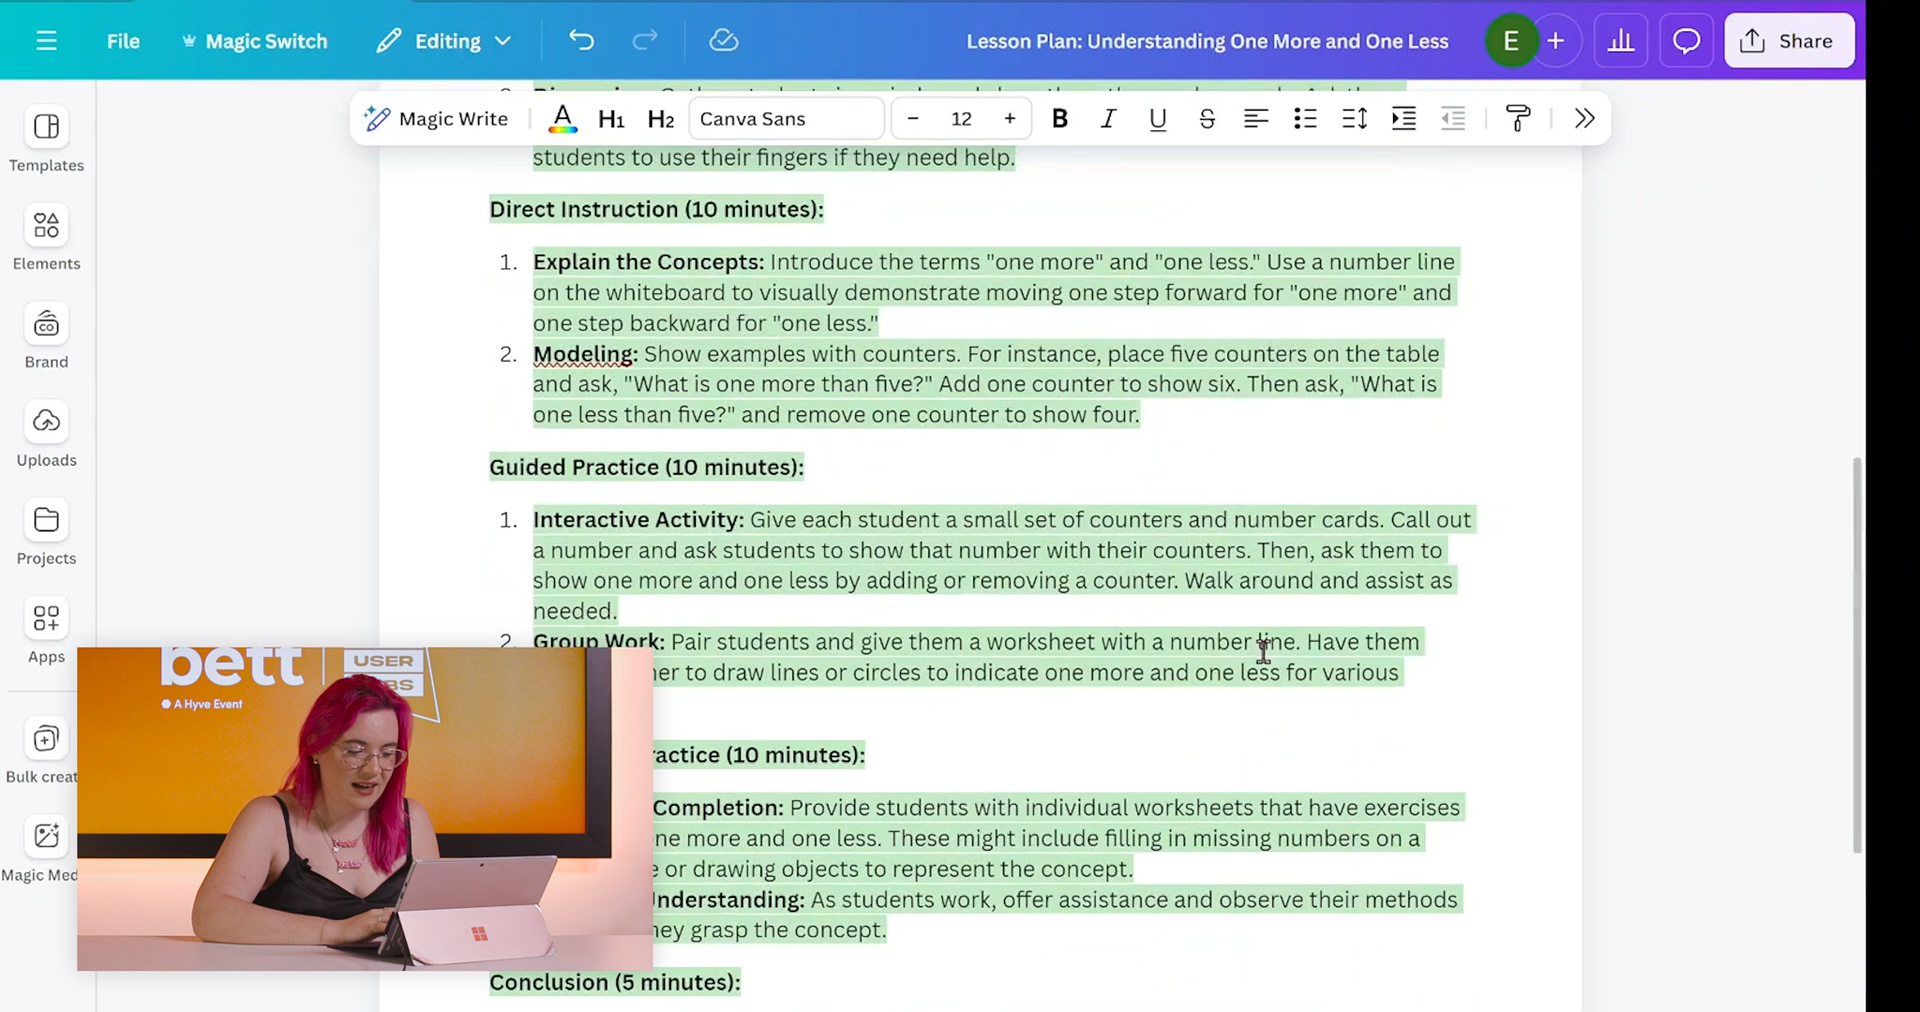 File
Magic Switch
Editing
Lesson Plan: Understanding One More and One Less
E
Share
Magic Write
A
H1
H2
Canva Sans
12
B
I
U
S
Templates
Elements
Brand
co
Uploads
Projects
Apps
Bulk creat
Magic Med
students to use their fingers if they need help.
Direct Instruction (10 minutes):
1. Explain the Concepts: Introduce the terms "one more" and "one less." Use a number line
on the whiteboard to visually demonstrate moving one step forward for "one more" and
one step backward for "one less."
2. Modeling: Show examples with counters. For instance, place five counters on the table
and ask, "What is one more than five?" Add one counter to show six. Then ask, "What is
one less than five?" and remove one counter to show four.
Guided Practice (10 minutes):
1. Interactive Activity: Give each student a small set of counters and number cards. Call out
a number and ask students to show that number with their counters. Then, ask them to
show one more and one less by adding or removing a counter. Walk around and assist as
needed.
2. Group Work: Pair students and give them a worksheet with a number line. Have them
her to draw lines or circles to indicate one more and one less for various
ractice (10 minutes):
Completion: Provide students with individual worksheets that have exercises
ne more and one less. These might include filling in missing numbers on a
e or drawing objects to represent the concept.
Understanding: As students work, offer assistance and observe their methods
hey grasp the concept.
Conclusion (5 minutes):
bett
A Hyve Event
USER